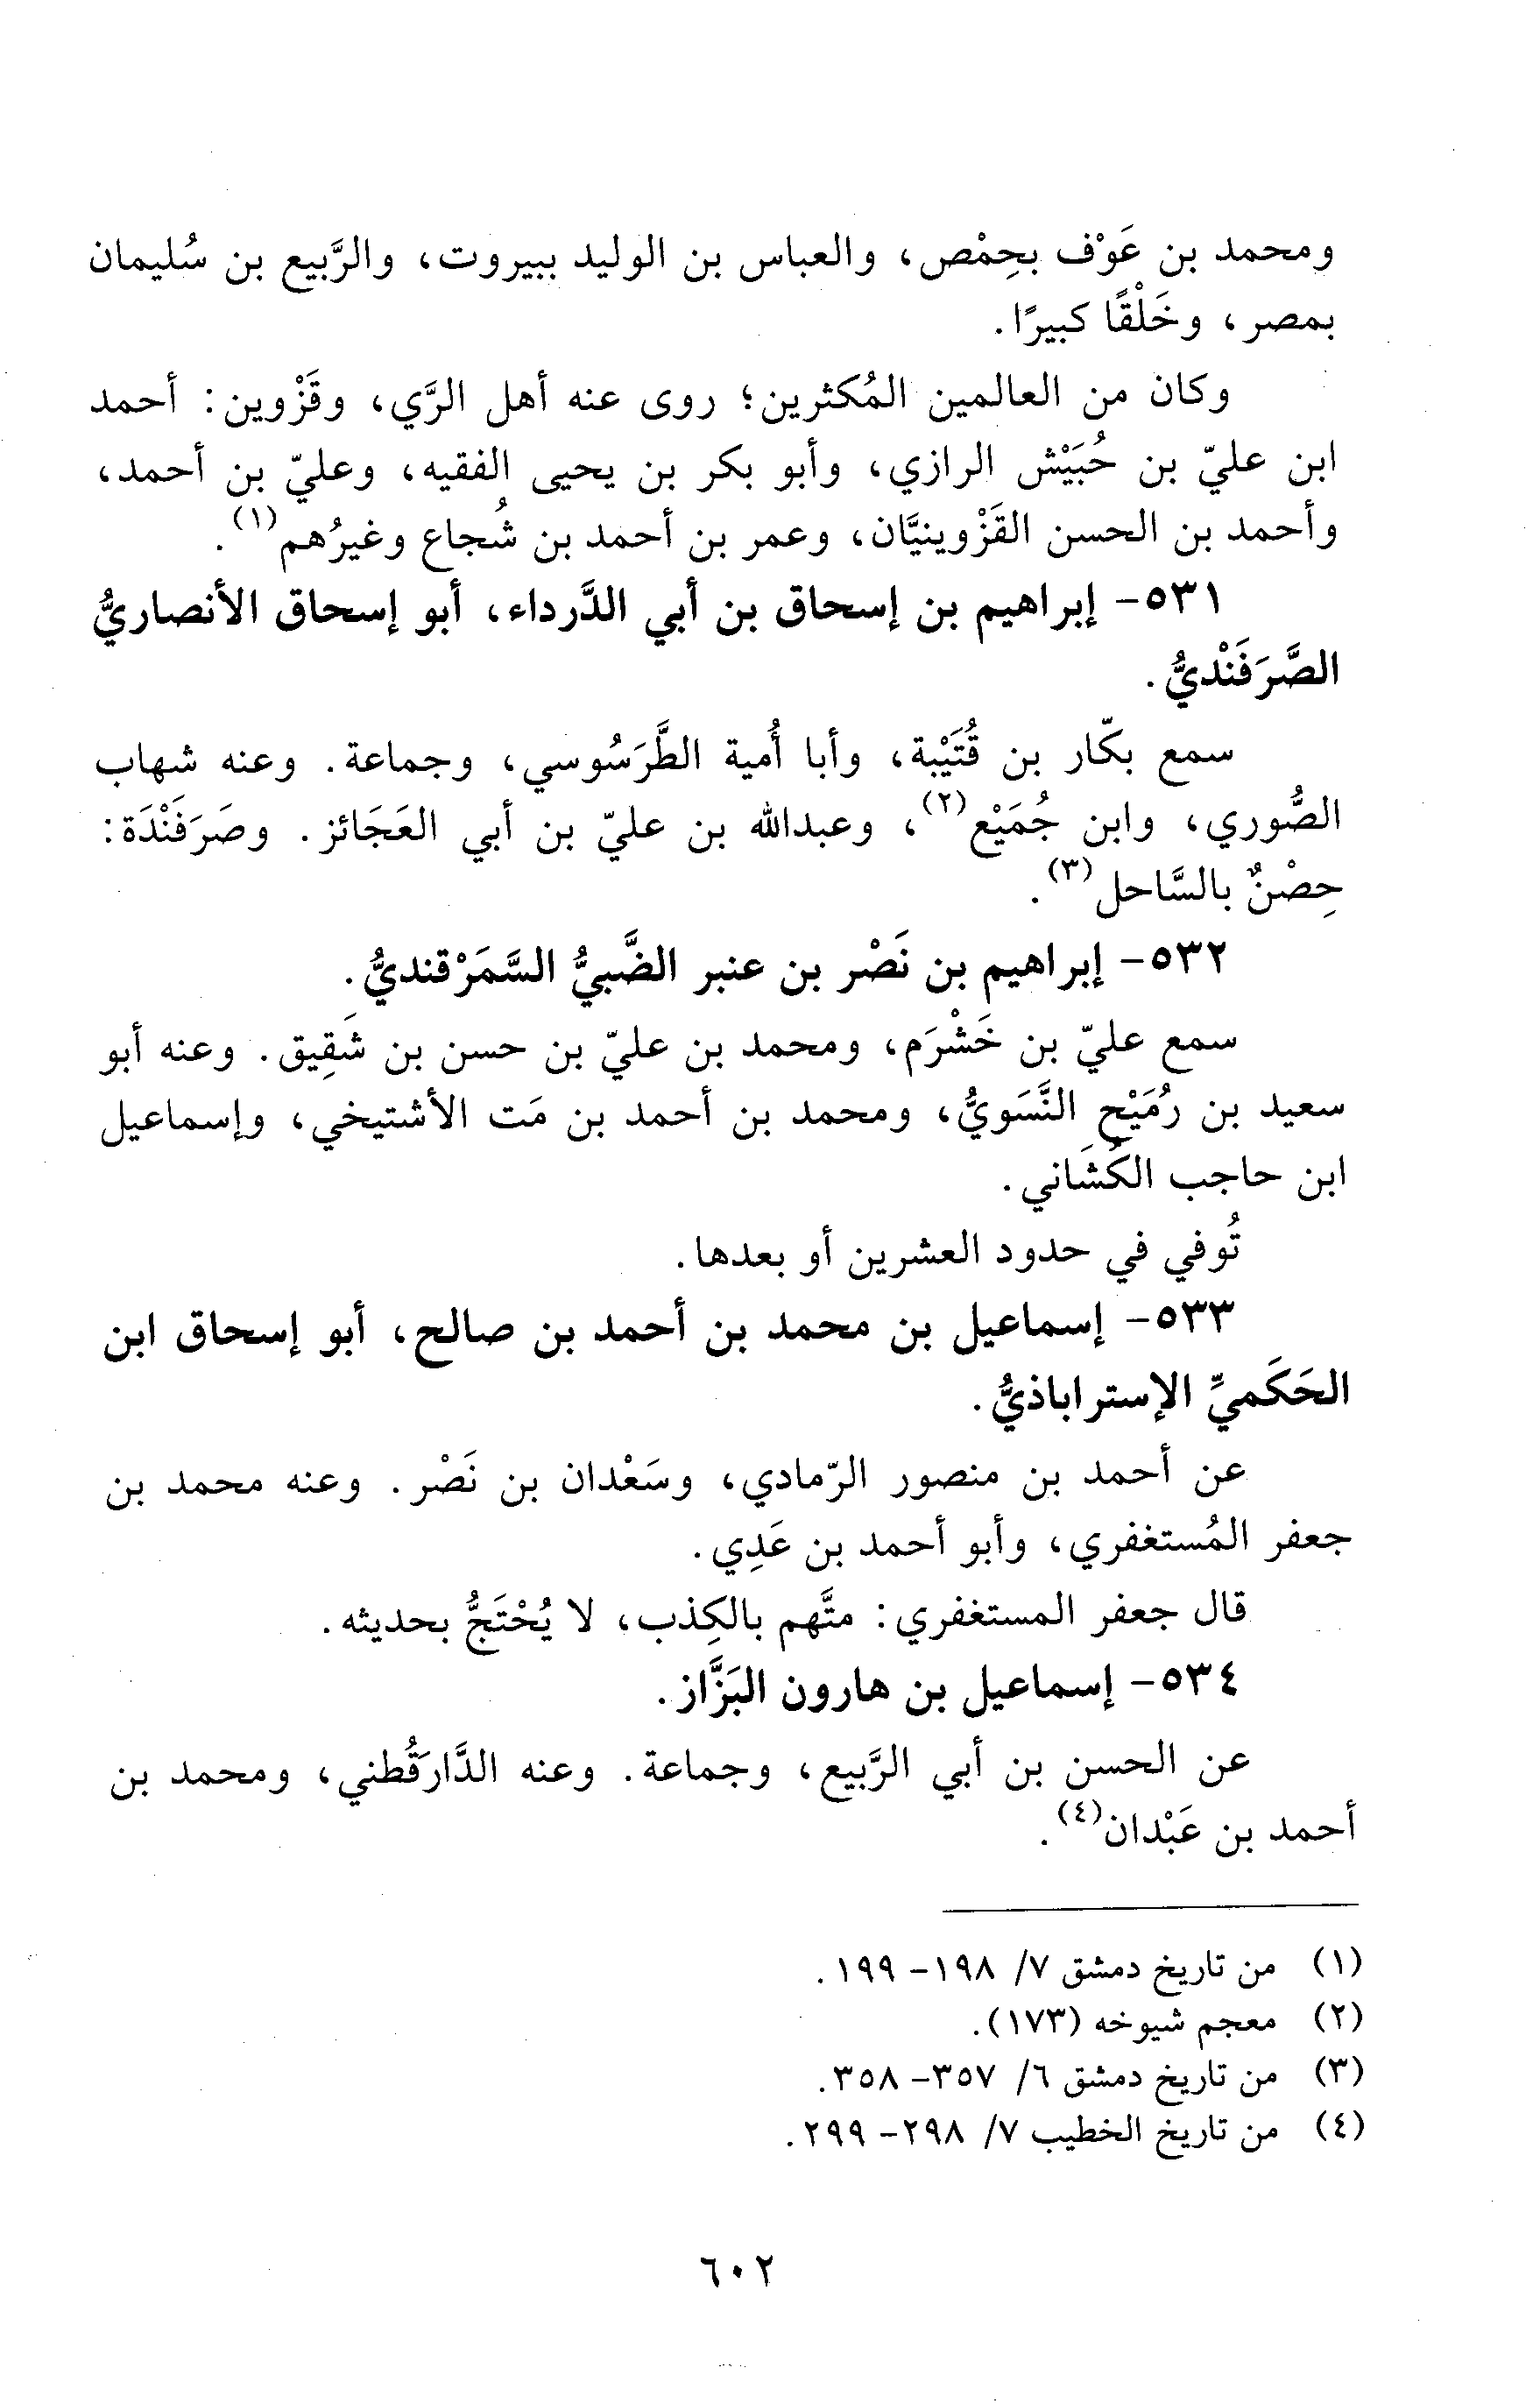 ومحمد بن عَوْف بحِمْص، والعباس بن الوليد ببيروت، والرَّبيع بن سُليمان
بمصر، وخَلْقًا كبيرًا.
وكان من العالمين المُكثرين؛ روى عنه أهل الرَّي، وقَزْوين: أحمد
ابن عليّ بن حُبَيْش الرازي، وأبو بكر بن يحيى الفقيه، وعليّ بن أحمد،
وأحمد بن الحسن القَزْوينيَّان، وعمر بن أحمد بن شُجاع وغيرُهم(١).
٥٣١- إبراهيم بن إسحاق بن أبي الدَّرداء، أبو إسحاق الأنصاريُّ
الصَّرَفَنْديُّ.
سمع بكّار بن قُتَيْبة، وأبا أُمية الطَّرَسُوسي، وجماعة. وعنه شهاب
الصُّوري، وابن جُمَيْع(٢)، وعبدالله بن عليّ بن أبي العَجَائز. وصَرَفَنْدَة:
حِصْنٌ بالسَّاحل(٣).
٥٣٢- إبراهيم بن نَصْر بن عنبر الضَّبيُّ السَّمَرْقنديُّ.
سمع عليّ بن خَشْرَم، ومحمد بن عليّ بن حسن بن شَقِيق. وعنه أبو
سعيد بن رُمَيْح النَّسَويُّ، ومحمد بن أحمد بن مَت الأشتيخي، وإسماعيل
ابن حاجب الكُشَاني.
تُوفي في حدود العشرين أو بعدها.
٥٣٣- إسماعيل بن محمد بن أحمد بن صالح، أبو إسحاق ابن
الحَكَميِّ الإستراباذيُّ.
عن أحمد بن منصور الرّمادي، وسَعْدان بن نَصْر. وعنه محمد بن
جعفر المُستغفري، وأبو أحمد بن عَدِي.
قال جعفر المستغفري: متَّهم بالكِذب، لا يُحْتَجُّ بحديثه.
٥٣٤- إسماعيل بن هارون البَزَّاز.
عن الحسن بن أبي الرَّبيع، وجماعة. وعنه الدَّارَقُطني، ومحمد بن
أحمد بن عَبْدان(٤).
(١) من تاريخ دمشق ٧/ ١٩٨- ١٩٩.
(٢) معجم شيوخه (١٧٣).
(٣) من تاريخ دمشق ٦/ ٣٥٧- ٣٥٨.
(٤) من تاريخ الخطيب ٧/ ٢٩٨- ٢٩٩.
٦٠٢